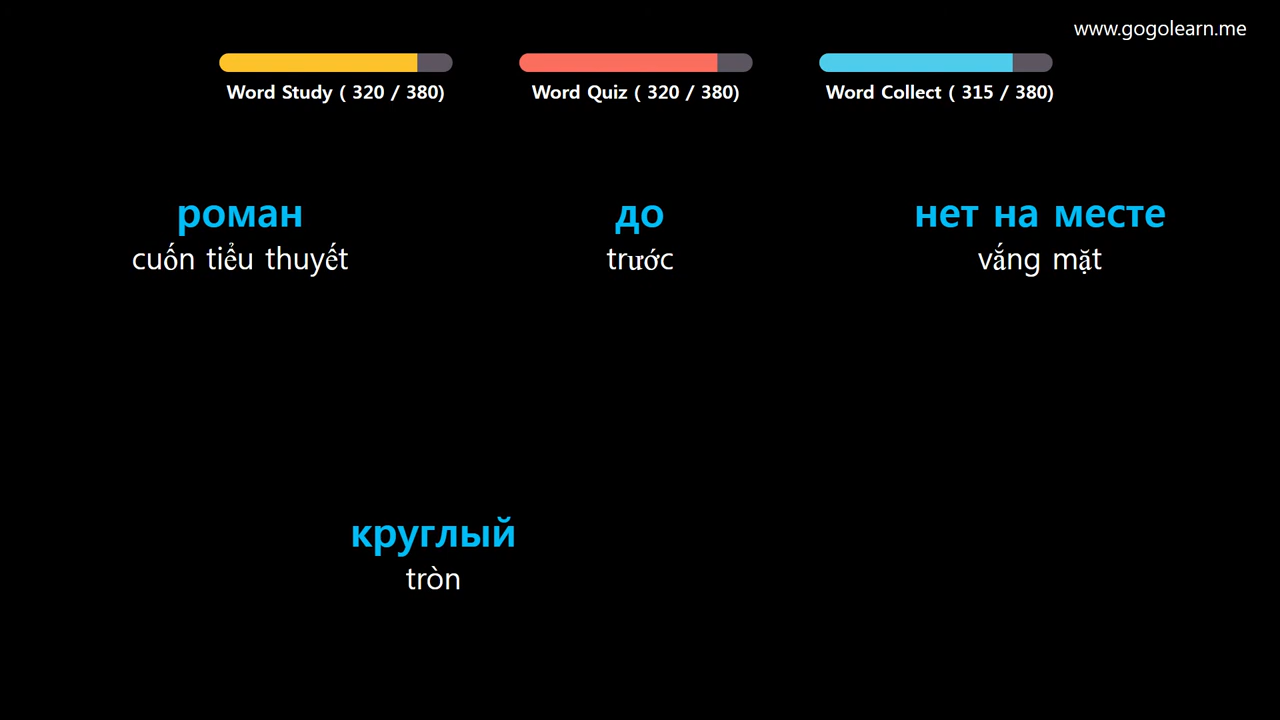 www.gogolearn.me
Word Study ( 320 / 380)
Word Quiz ( 320 / 380)
Word Collect ( 315 / 380)
роман
cuốn tiểu thuyết
до
trước
нет на месте
vắng mặt
круглый
tròn